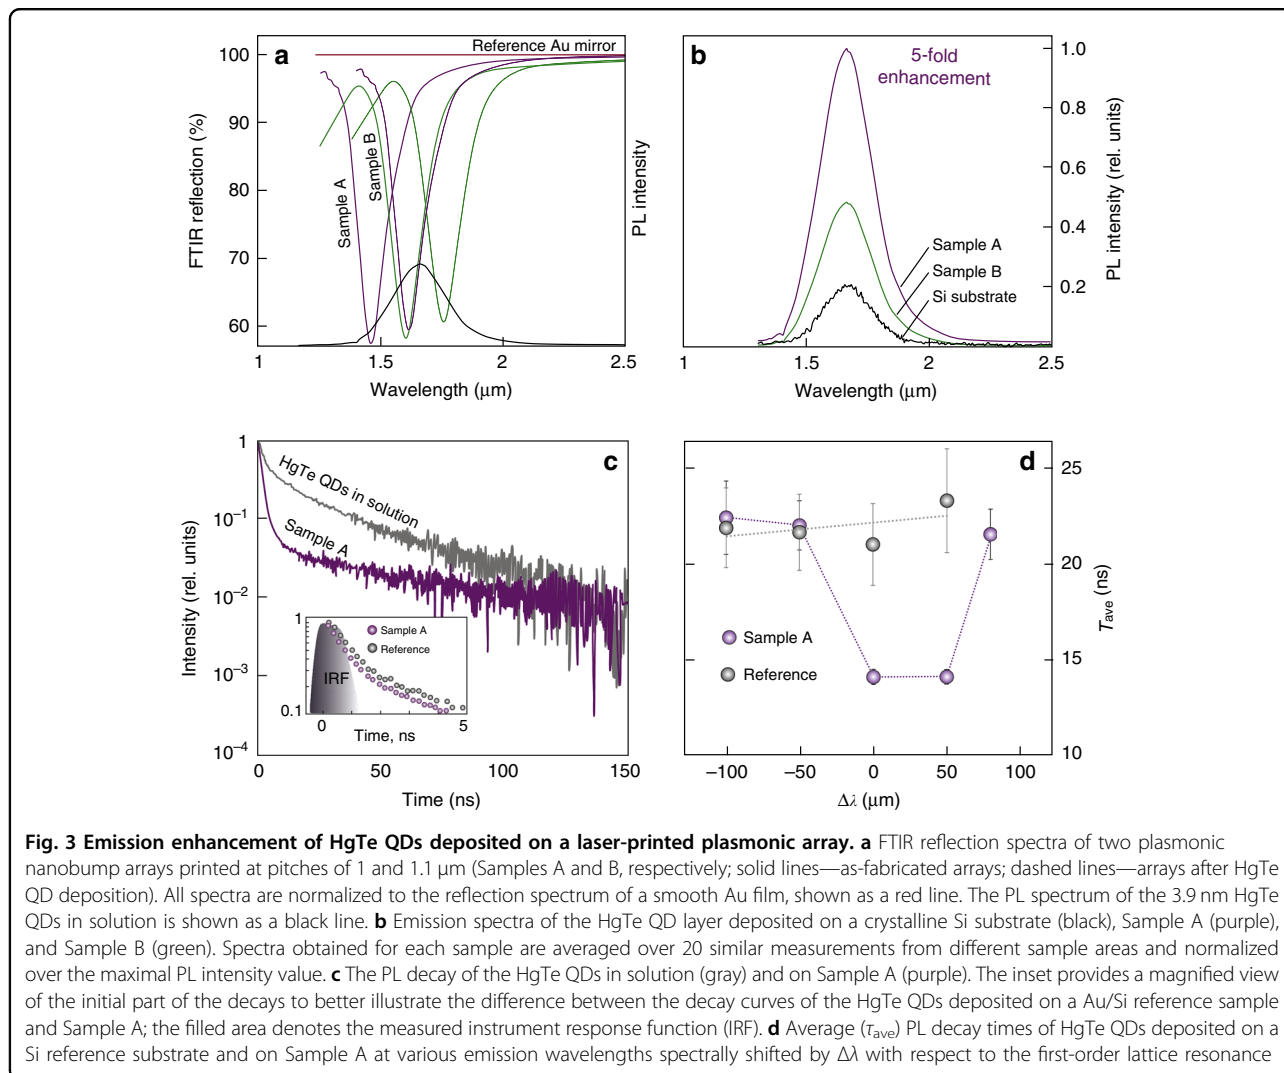 a
Reference Au mirror
100
90
80
70
60
FTIR reflection (%)
Sample A
Sample B
PL intensity
1
1.5
2
2.5
Wavelength (μm)
b
5-fold
enhancement
1.0
0.8
0.6
0.4
0.2
PL intensity (rel. units)
Sample A
Sample B
Si substrate
1
1.5
2
2.5
Wavelength (μm)
c
1
10–1
10–2
10–3
10–4
Intensity (rel. units)
HgTe QDs in solution
Sample A
1
0.1
IRF
Sample A
Reference
0
5
Time, ns
0
50
100
150
Time (ns)
d
25
20
15
10
Tave (ns)
Sample A
Reference
–100
–50
0
50
100
Δλ (μm)
Fig. 3 Emission enhancement of HgTe QDs deposited on a laser-printed plasmonic array. a FTIR reflection spectra of two plasmonic
nanobump arrays printed at pitches of 1 and 1.1 μm (Samples A and B, respectively; solid lines—as-fabricated arrays; dashed lines—arrays after HgTe
QD deposition). All spectra are normalized to the reflection spectrum of a smooth Au film, shown as a red line. The PL spectrum of the 3.9 nm HgTe
QDs in solution is shown as a black line. b Emission spectra of the HgTe QD layer deposited on a crystalline Si substrate (black), Sample A (purple),
and Sample B (green). Spectra obtained for each sample are averaged over 20 similar measurements from different sample areas and normalized
over the maximal PL intensity value. c The PL decay of the HgTe QDs in solution (gray) and on Sample A (purple). The inset provides a magnified view
of the initial part of the decays to better illustrate the difference between the decay curves of the HgTe QDs deposited on a Au/Si reference sample
and Sample A; the filled area denotes the measured instrument response function (IRF). d Average (τave) PL decay times of HgTe QDs deposited on a
Si reference substrate and on Sample A at various emission wavelengths spectrally shifted by Δλ with respect to the first-order lattice resonance